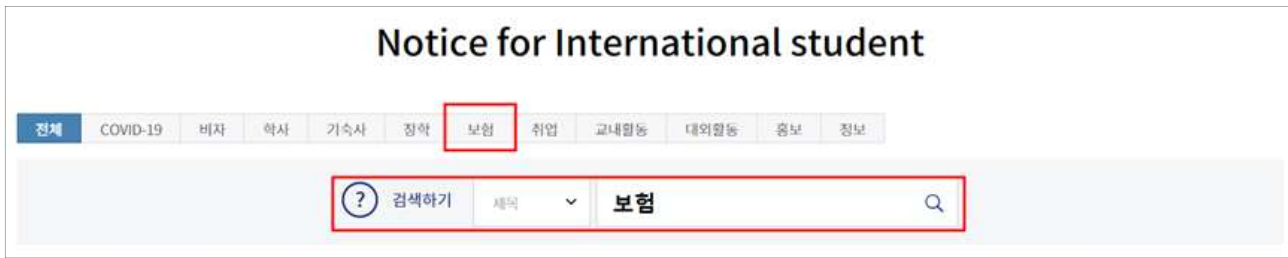 Notice for International student
전체 COVID-19 비자 학사 기숙사 장학 보험 취업 교내활동 대외활동 홍보 정보
? 검색하기 제목 보험